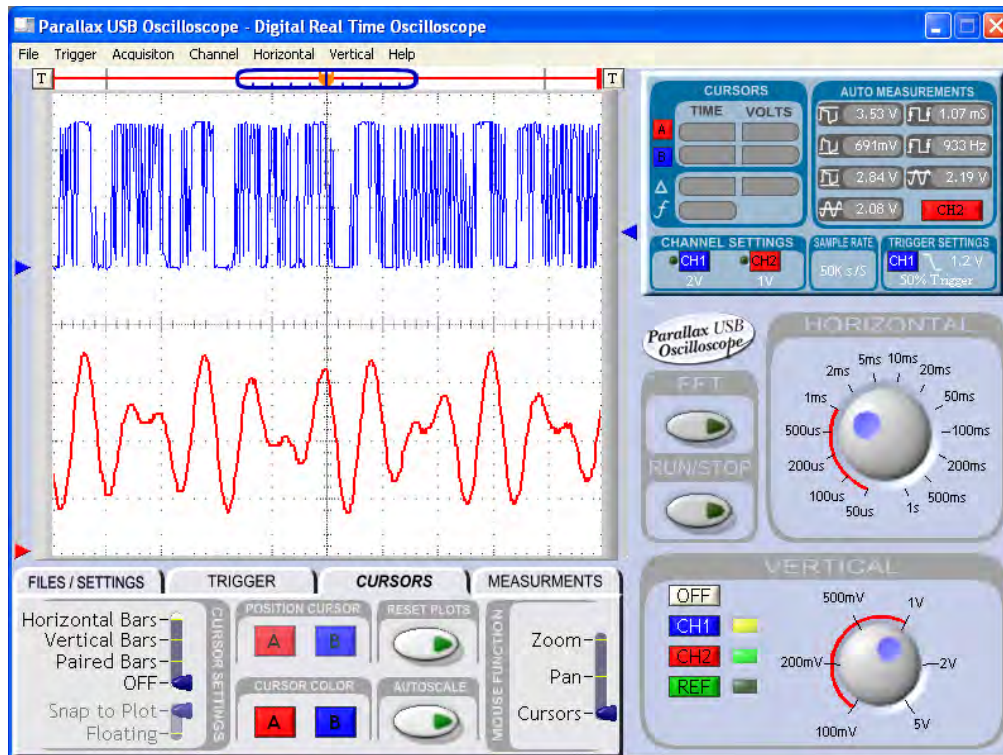 Parallax USB Oscilloscope - Digital Real Time Oscilloscope
File Trigger Acquisiton Channel Horizontal Vertical Help
T T
CURSORS
TIME VOLTS
A
B
Δ
f
AUTO MEASUREMENTS
3.53 V 1.07 mS
691mV 933 Hz
2.84 V 2.19 V
2.08 V CH2
CHANNEL SETTINGS
CH1 CH2
2V 1V
SAMPLE RATE
50K s/S
TRIGGER SETTINGS
CH1 1.2 V
50% Trigger
Parallax USB
Oscilloscope
FFT
RUN/STOP
HORIZONTAL
50us
100us
200us
500us
1ms
2ms
5ms
10ms
20ms
50ms
100ms
200ms
500ms
1s
FILES / SETTINGS TRIGGER CURSORS MEASURMENTS
Horizontal Bars
Vertical Bars
Paired Bars
OFF
Snap to Plot
Floating
CURSOR SETTINGS
POSITION CURSOR
A B
CURSOR COLOR
A B
RESET PLOTS
AUTOSCALE
MOUSE FUNCTION
Zoom
Pan
Cursors
VERTICAL
OFF
CH1
CH2
REF
100mV
200mV
500mV
1V
2V
5V